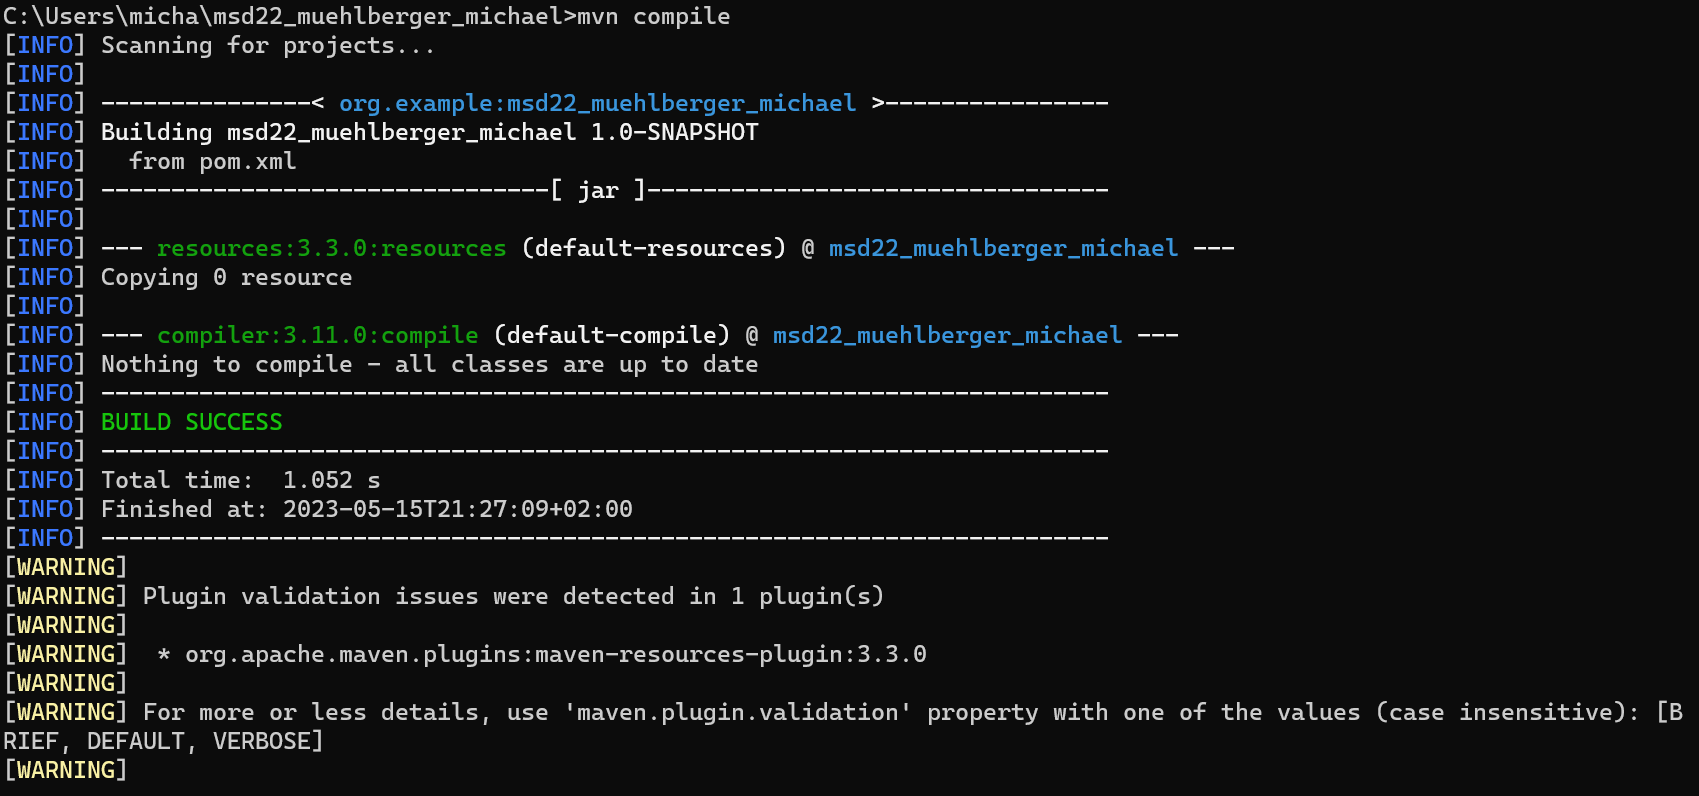 C:\Users\micha\msd22_muehlberger_michael>mvn compile
[INFO] Scanning for projects...
[INFO]
[INFO] ---------------< org.example:msd22_muehlberger_michael >----------------
[INFO] Building msd22_muehlberger_michael 1.0-SNAPSHOT
[INFO]   from pom.xml
[INFO] --------------------------------[ jar ]---------------------------------
[INFO]
[INFO] --- resources:3.3.0:resources (default-resources) @ msd22_muehlberger_michael ---
[INFO] Copying 0 resource
[INFO]
[INFO] --- compiler:3.11.0:compile (default-compile) @ msd22_muehlberger_michael ---
[INFO] Nothing to compile - all classes are up to date
[INFO] ------------------------------------------------------------------------
[INFO] BUILD SUCCESS
[INFO] ------------------------------------------------------------------------
[INFO] Total time:  1.052 s
[INFO] Finished at: 2023-05-15T21:27:09+02:00
[INFO] ------------------------------------------------------------------------
[WARNING]
[WARNING] Plugin validation issues were detected in 1 plugin(s)
[WARNING]
[WARNING]  * org.apache.maven.plugins:maven-resources-plugin:3.3.0
[WARNING]
[WARNING] For more or less details, use 'maven.plugin.validation' property with one of the values (case insensitive): [B
RIEF, DEFAULT, VERBOSE]
[WARNING]